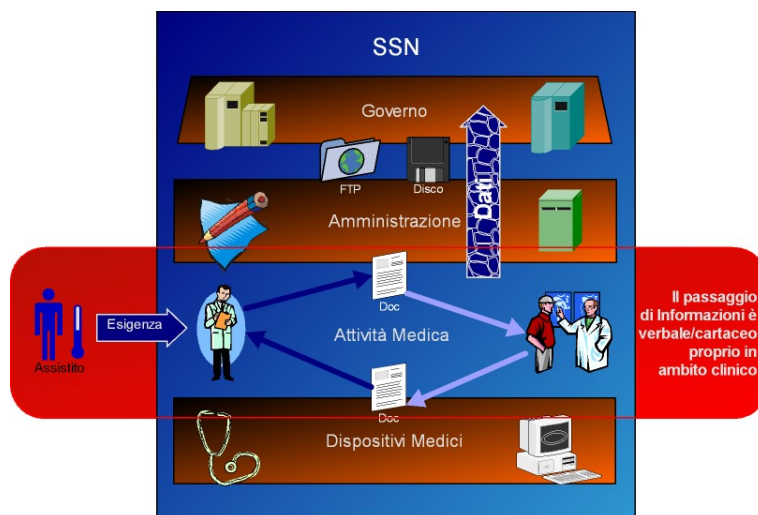 SSN
Governo
FTP
Disco
Dati
Amministrazione
Doc
Il passaggio
di Informazioni è
verbale/cartaceo
proprio in
ambito clinico
Esigenza
Attività Medica
Assistito
Doc
Dispositivi Medici